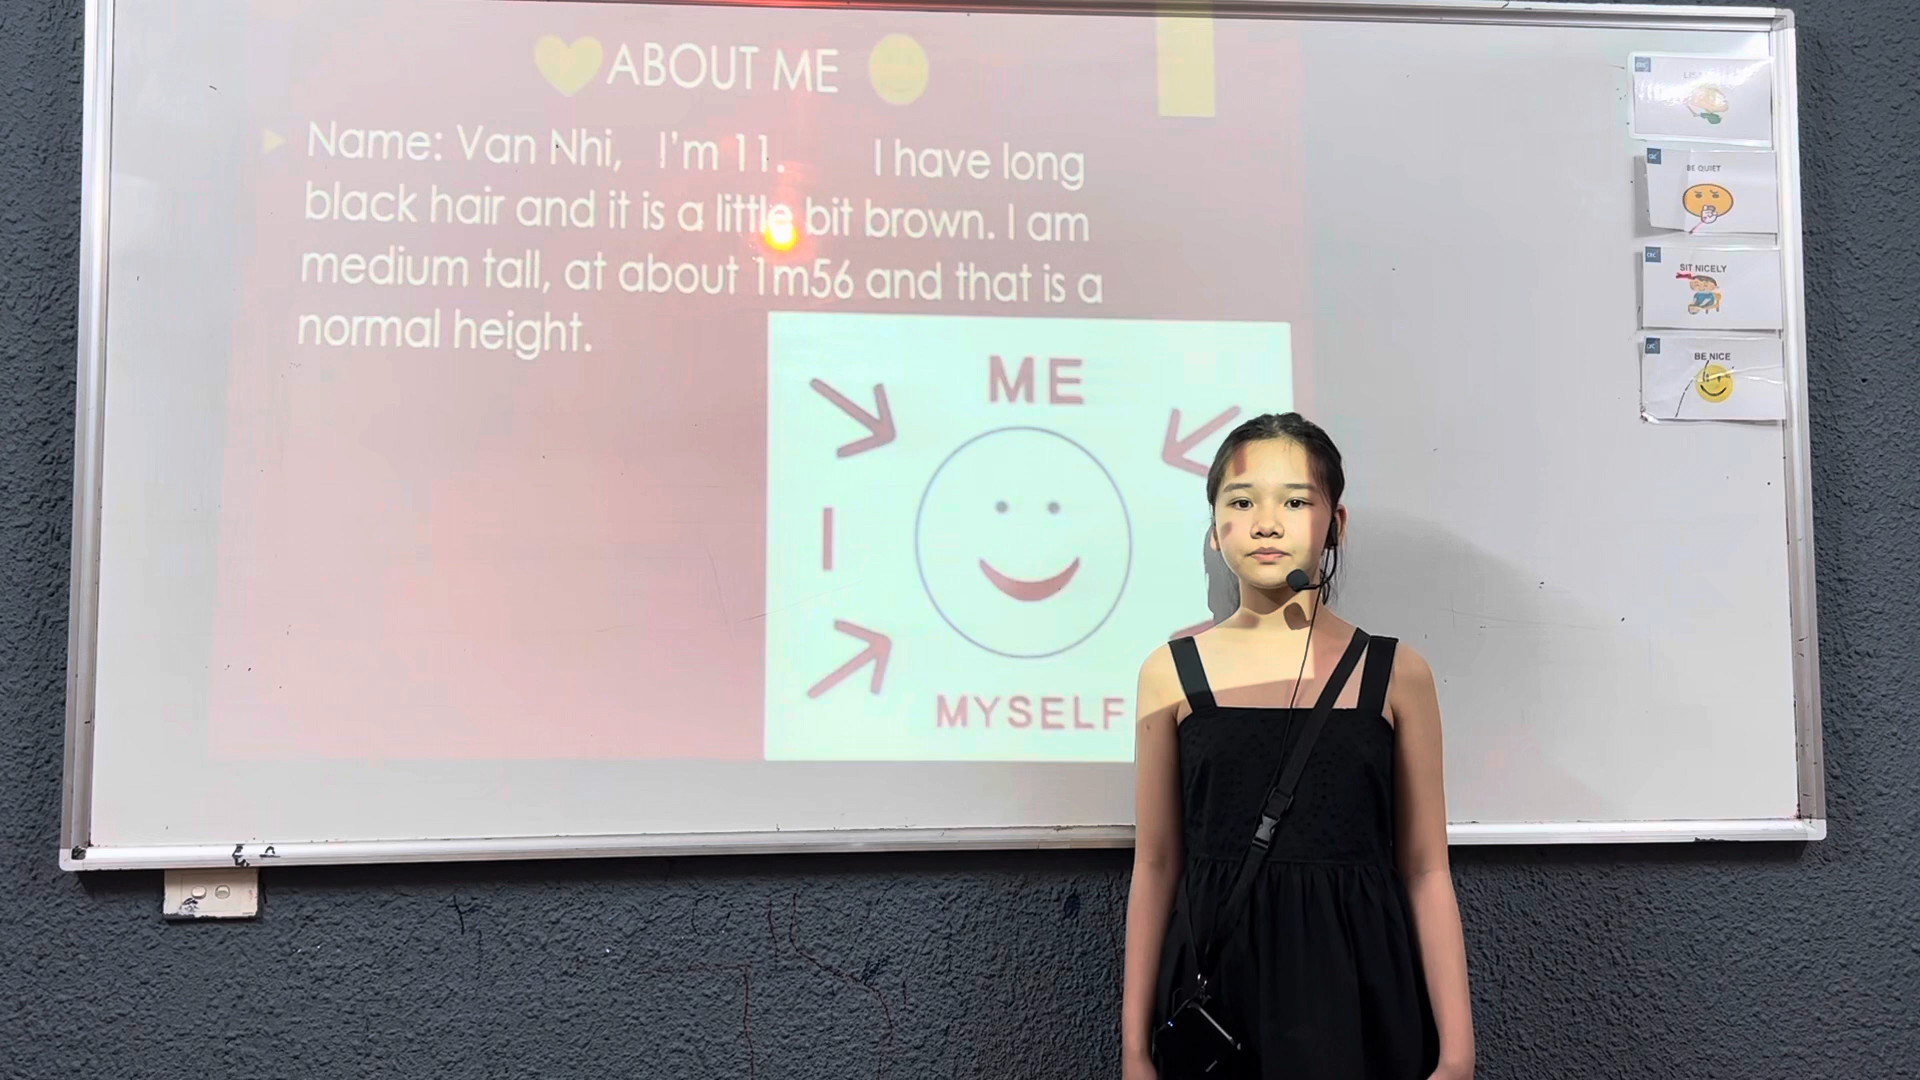 ABOUT ME
Name: Van Nhi, I'm 11. I have long
black hair and it is a little bit brown. I am
medium tall, at about 1m56 and that is a
normal height.
ME
I
MYSELF
BE QUIET
SIT NICELY
BE NICE